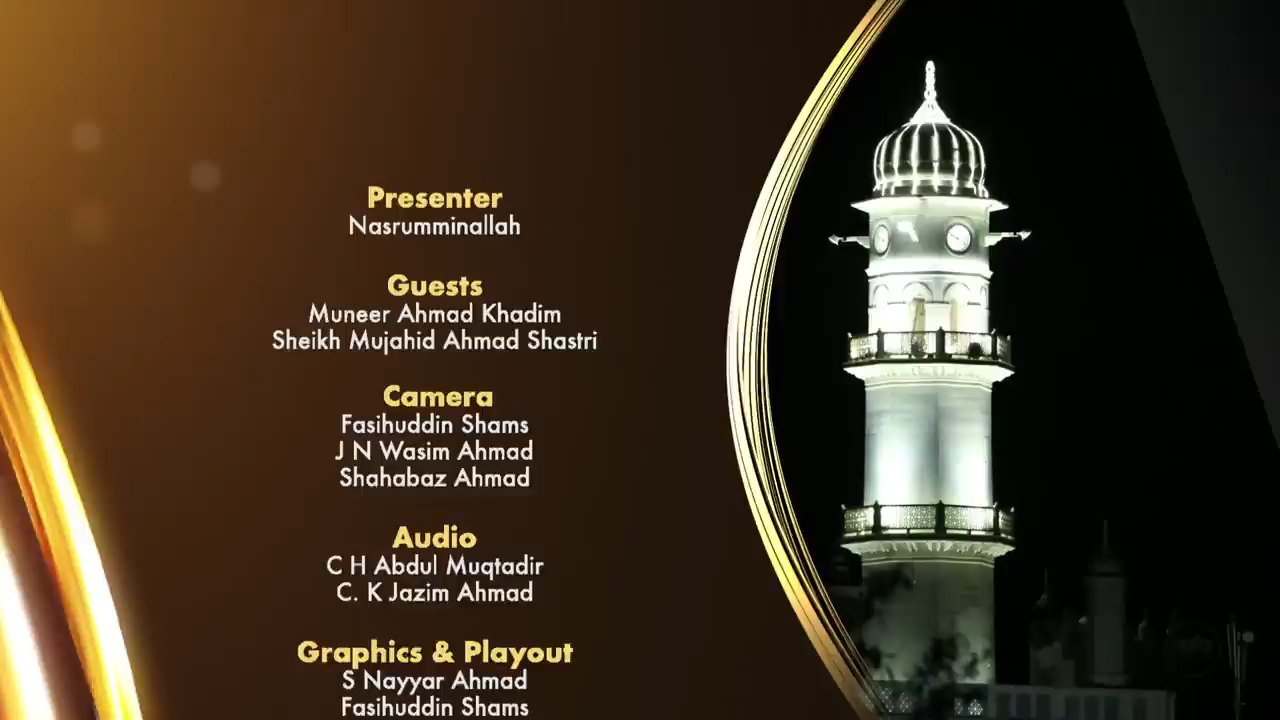 Presenter
Nasrumminallah
Guests
Muneer Ahmad Khadim
Sheikh Mujahid Ahmad Shastri
Camera
Fasihuddin Shams
J N Wasim Ahmad
Shahabaz Ahmad
Audio
C H Abdul Muqtadir
C. K Jazim Ahmad
Graphics & Playout
S Nayyar Ahmad
Fasihuddin Shams